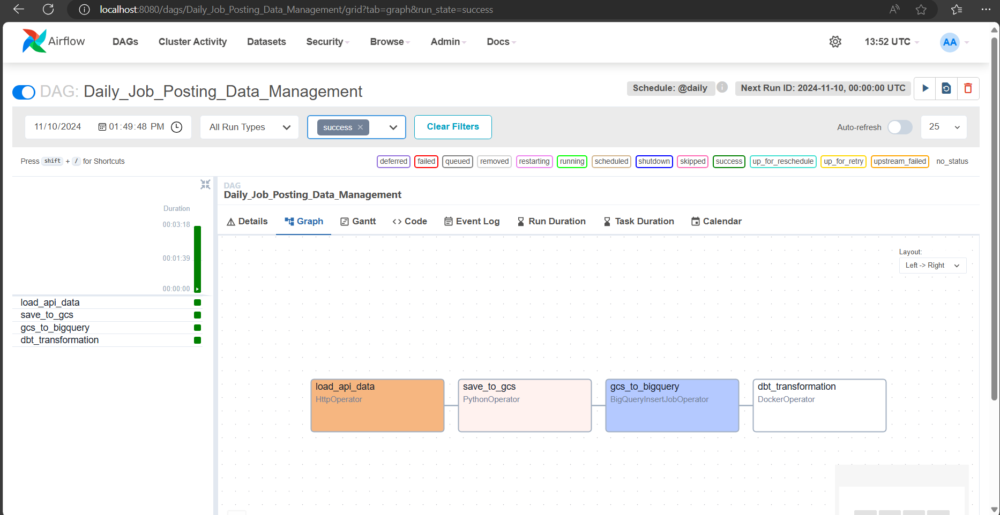 localhost:8080/dags/Daily_Job_Posting_Data_Management/grid?tab=graph&run_state=success
Airflow DAGs Cluster Activity Datasets Security Browse Admin Docs 13:52 UTC AA
DAG: Daily_Job_Posting_Data_Management Schedule: @daily Next Run ID: 2024-11-10, 00:00:00 UTC
11/10/2024 01:49:48 PM All Run Types success Clear Filters Auto-refresh 25
Press shift + / for Shortcuts deferred failed queued removed restarting running scheduled shutdown skipped success up_for_reschedule up_for_retry upstream_failed no_status
DAG
Daily_Job_Posting_Data_Management
Duration
00:03:18
00:01:39
00:00:00
load_api_data
save_to_gcs
gcs_to_bigquery
dbt_transformation
Details Graph Gantt Code Event Log Run Duration Task Duration Calendar
Layout:
Left -> Right
load_api_data
HttpOperator
save_to_gcs
PythonOperator
gcs_to_bigquery
BigQueryInsertJobOperator
dbt_transformation
DockerOperator